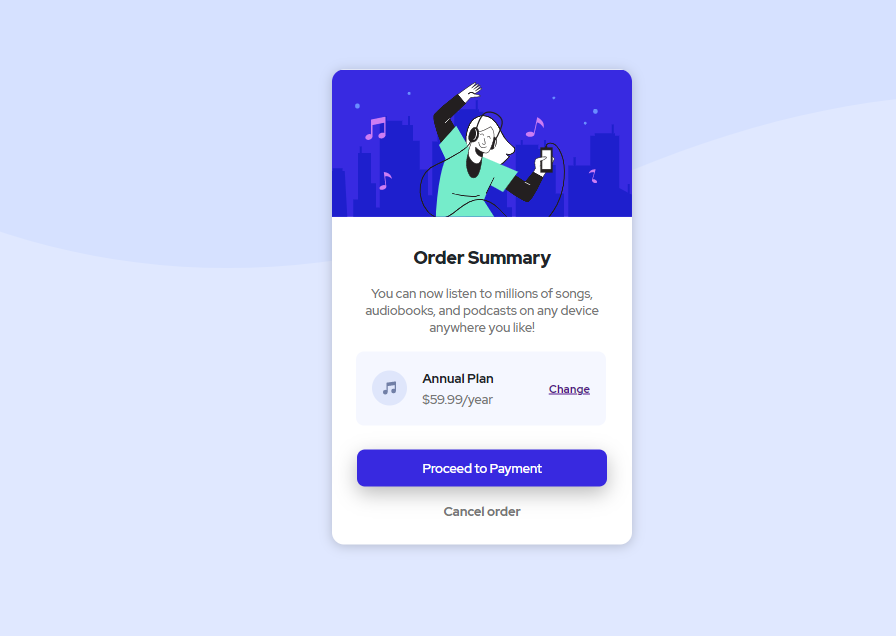 Order Summary
You can now listen to millions of songs,
audiobooks, and podcasts on any device
anywhere you like!
Annual Plan
$59.99/year
Change
Proceed to Payment
Cancel order